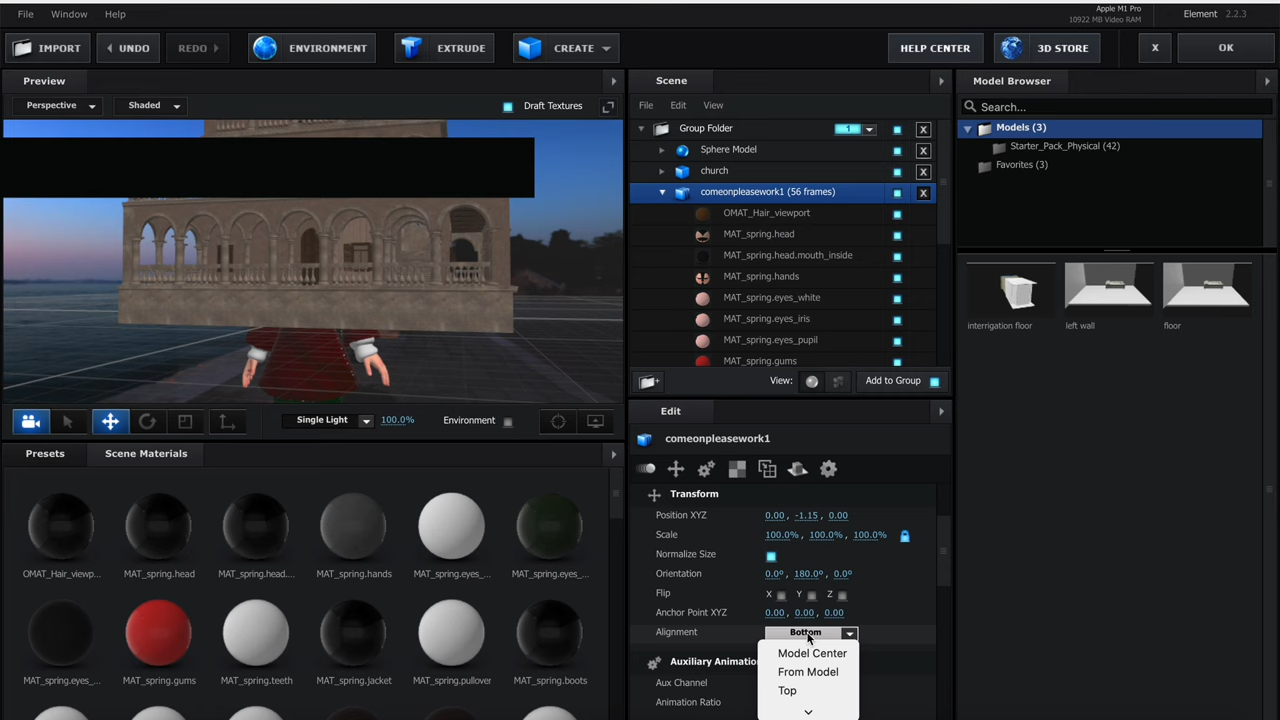 Apple M1 Pro
File Window Help
10922 MB Video RAM
Element 2.2.3
IMPORT UNDO REDO ENVIRONMENT EXTRUDE CREATE HELP CENTER 3D STORE X OK
Preview
Perspective Shaded Draft Textures
Single Light 100.0% Environment
Presets Scene Materials
OMAT_Hair_viewp... MAT_spring.head MAT_spring.head.... MAT_spring.hands MAT_spring.eyes_... MAT_spring.eyes_...
MAT_spring.eyes_... MAT_spring.gums MAT_spring.teeth MAT_spring.jacket MAT_spring.pullover MAT_spring.boots
Scene
File Edit View
Group Folder 1 X
Sphere Model X
church X
comeonpleasework1 (56 frames) X
OMAT_Hair_viewport
MAT_spring.head
MAT_spring.head.mouth_inside
MAT_spring.hands
MAT_spring.eyes_white
MAT_spring.eyes_iris
MAT_spring.eyes_pupil
MAT_spring.gums
View: Add to Group
Edit
comeonpleasework1
Transform
Position XYZ 0.00, -1.15, 0.00
Scale 100.0%, 100.0%, 100.0%
Normalize Size
Orientation 0.0°, 180.0°, 0.0°
Flip X Y Z
Anchor Point XYZ 0.00, 0.00, 0.00
Alignment Bottom
Model Center
From Model
Top
Auxiliary Animatio
Aux Channel
Animation Ratio
Model Browser
Search...
Models (3)
Starter_Pack_Physical (42)
Favorites (3)
interrigation floor left wall floor